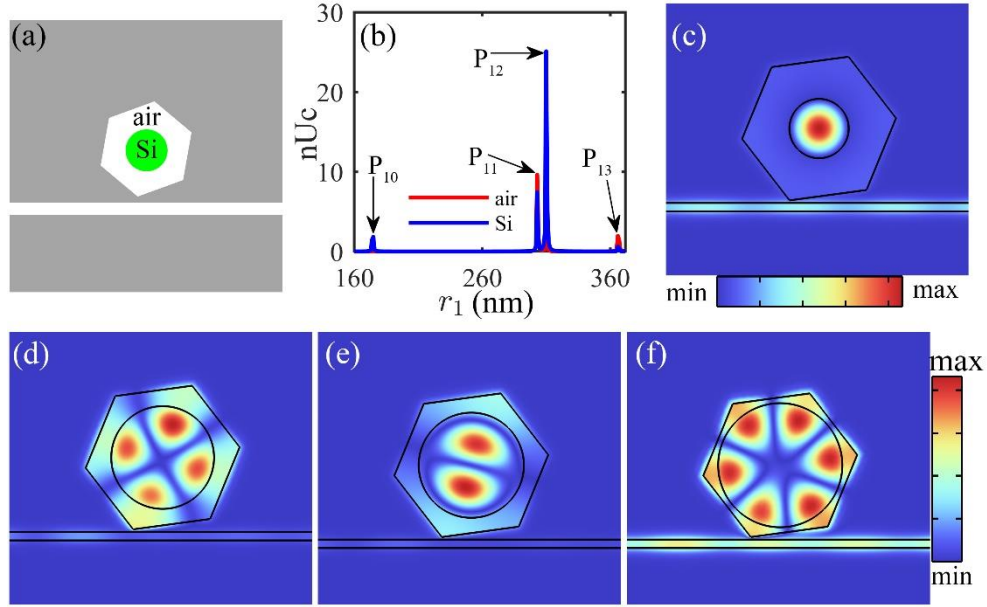 (a)
air
Si
(b)
30
20
10
0
nUc
P12
P11
P10
P13
air
Si
160
260
360
r1 (nm)
(c)
min
max
(d)
(e)
(f)
max
min